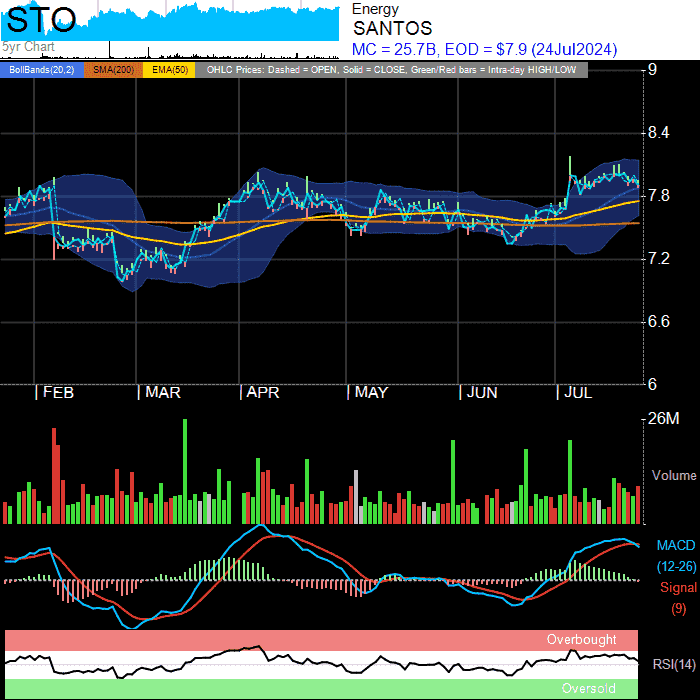 STO
5yr Chart
Energy
SANTOS
MC = 25.7B, EOD = $7.9 (24Jul2024)
BollBands(20,2) SMA(200) EMA(50) OHLC Prices: Dashed = OPEN, Solid = CLOSE, Green/Red bars = Intra-day HIGH/LOW
9
8.4
7.8
7.2
6.6
6
| FEB | MAR | APR | MAY | JUN | JUL
26M
Volume
MACD
(12-26)
Signal
(9)
Overbought
RSI(14)
Oversold